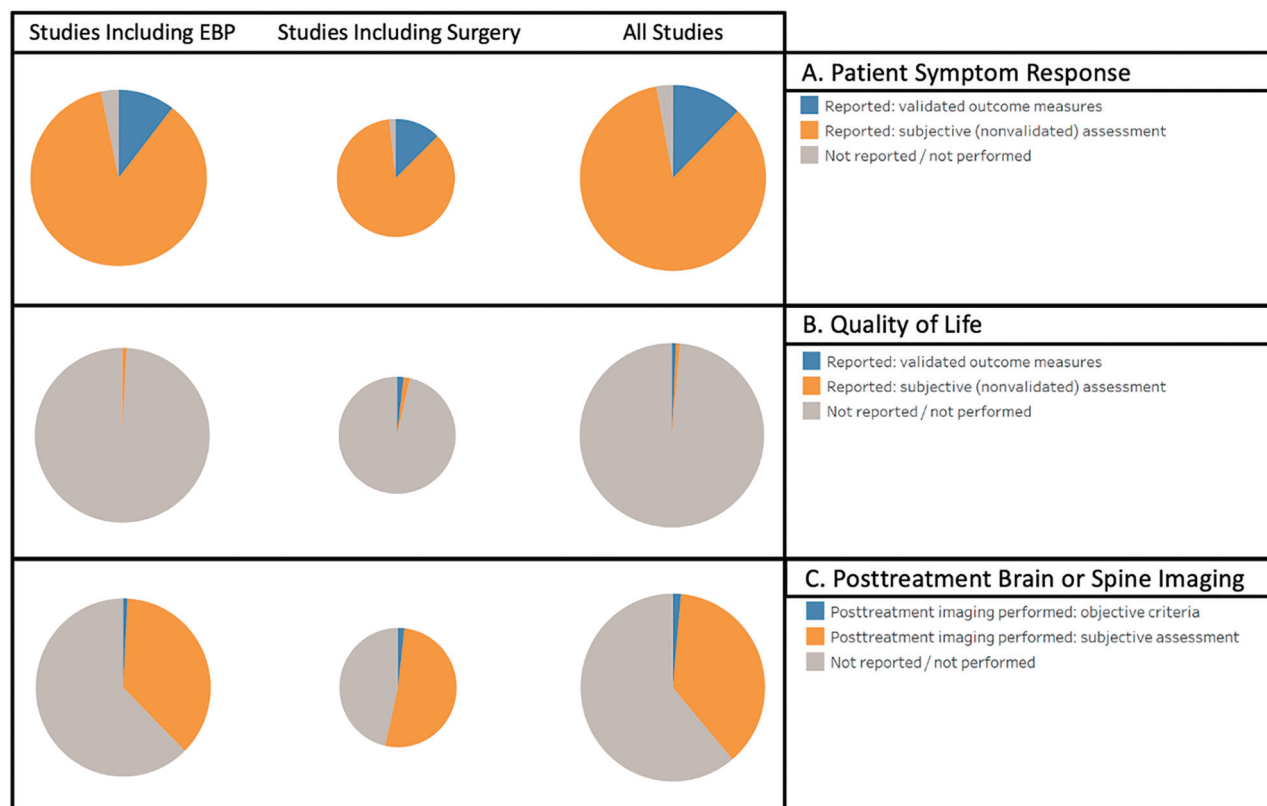 Studies Including EBP
Studies Including Surgery
All Studies
A. Patient Symptom Response
Reported: validated outcome measures
Reported: subjective (nonvalidated) assessment
Not reported / not performed
B. Quality of Life
Reported: validated outcome measures
Reported: subjective (nonvalidated) assessment
Not reported / not performed
C. Posttreatment Brain or Spine Imaging
Posttreatment imaging performed: objective criteria
Posttreatment imaging performed: subjective assessment
Not reported / not performed